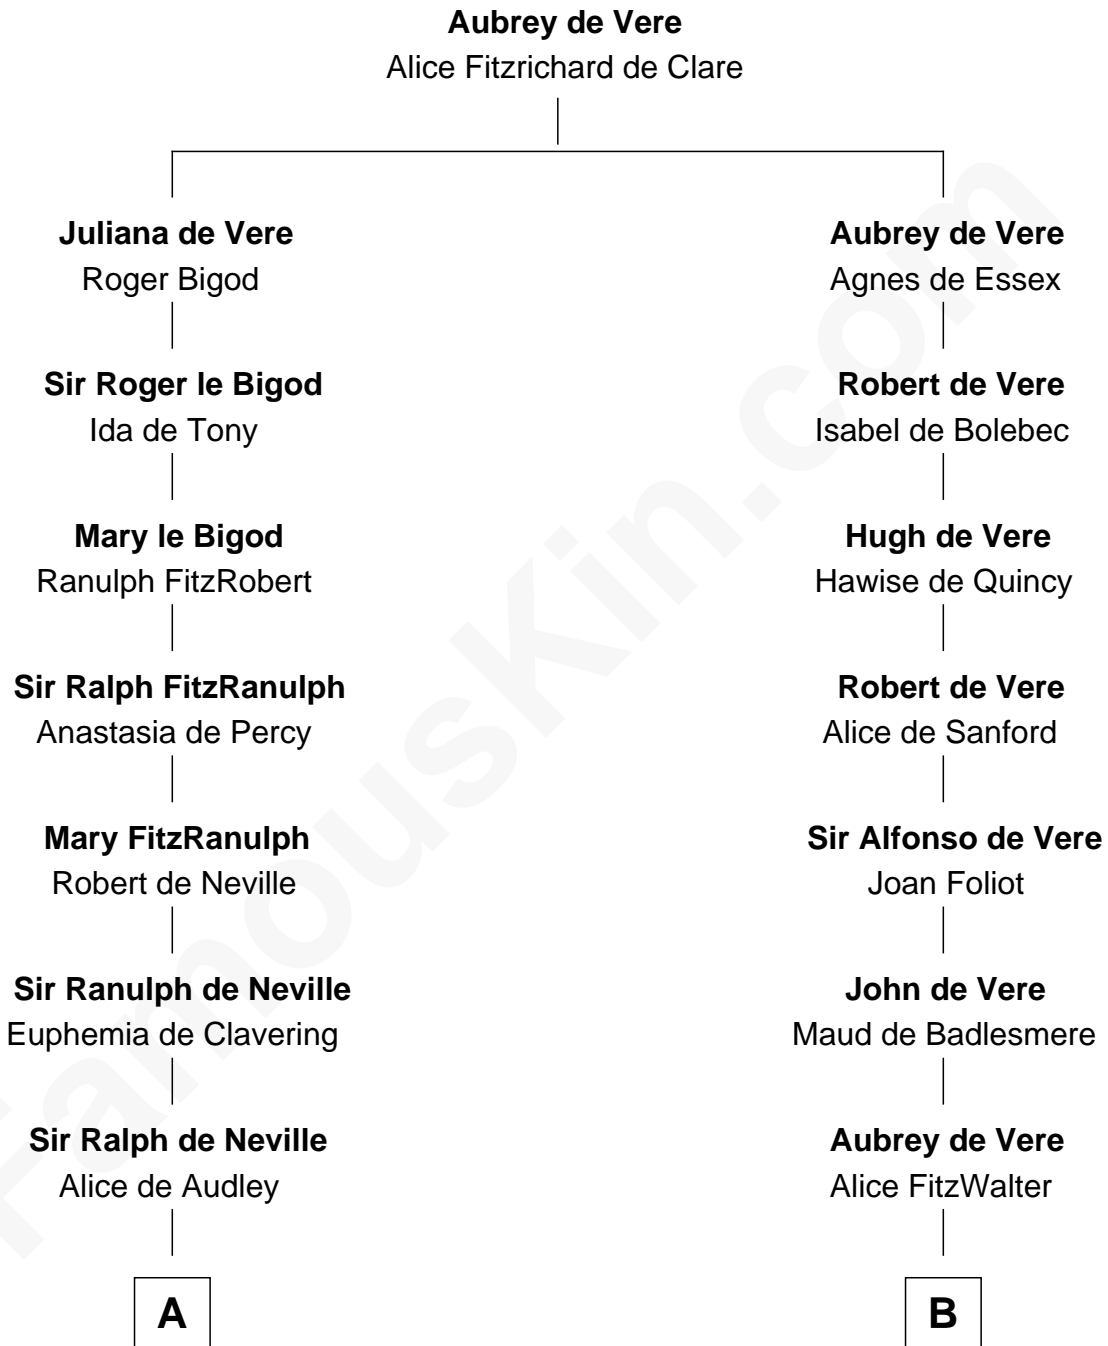 Aubrey de Vere
Alice Fitzrichard de Clare
Juliana de Vere
Roger Bigod
Aubrey de Vere
Agnes de Essex
Sir Roger le Bigod
Ida de Tony
Robert de Vere
Isabel de Bolebec
Mary le Bigod
Ranulph FitzRobert
Hugh de Vere
Hawise de Quincy
Sir Ralph FitzRanulph
Anastasia de Percy
Robert de Vere
Alice de Sanford
Mary FitzRanulph
Robert de Neville
Sir Alfonso de Vere
Joan Foliot
Sir Ranulph de Neville
Euphemia de Clavering
John de Vere
Maud de Badlesmere
Sir Ralph de Neville
Alice de Audley
Aubrey de Vere
Alice FitzWalter
A
B
FamousKin.com